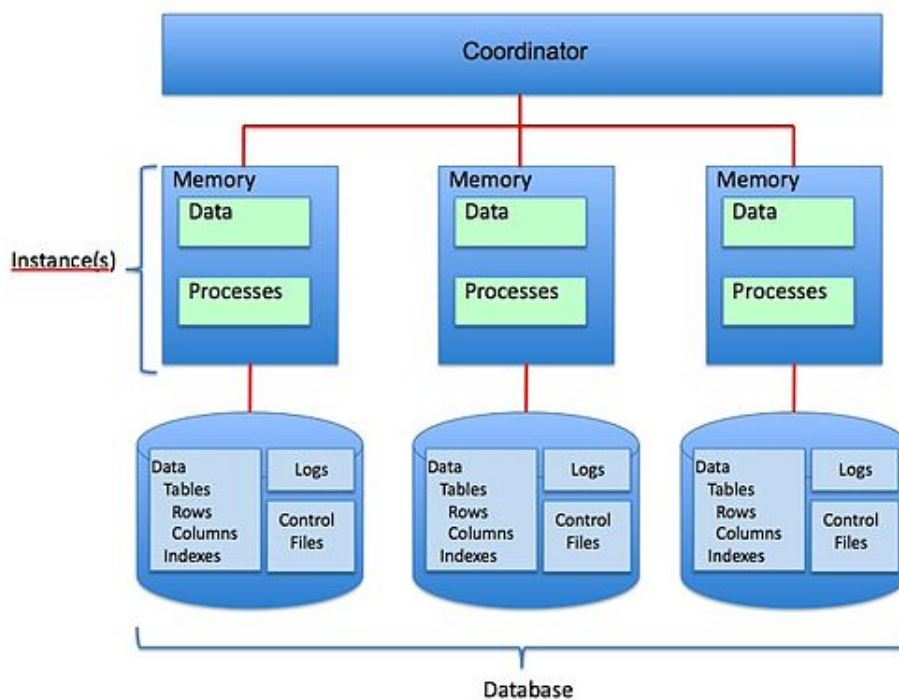 Coordinator
Memory
Data
Processes
Memory
Data
Processes
Memory
Data
Processes
Instance(s)
Data
Tables
Rows
Columns
Indexes
Logs
Control
Files
Data
Tables
Rows
Columns
Indexes
Logs
Control
Files
Data
Tables
Rows
Columns
Indexes
Logs
Control
Files
Database